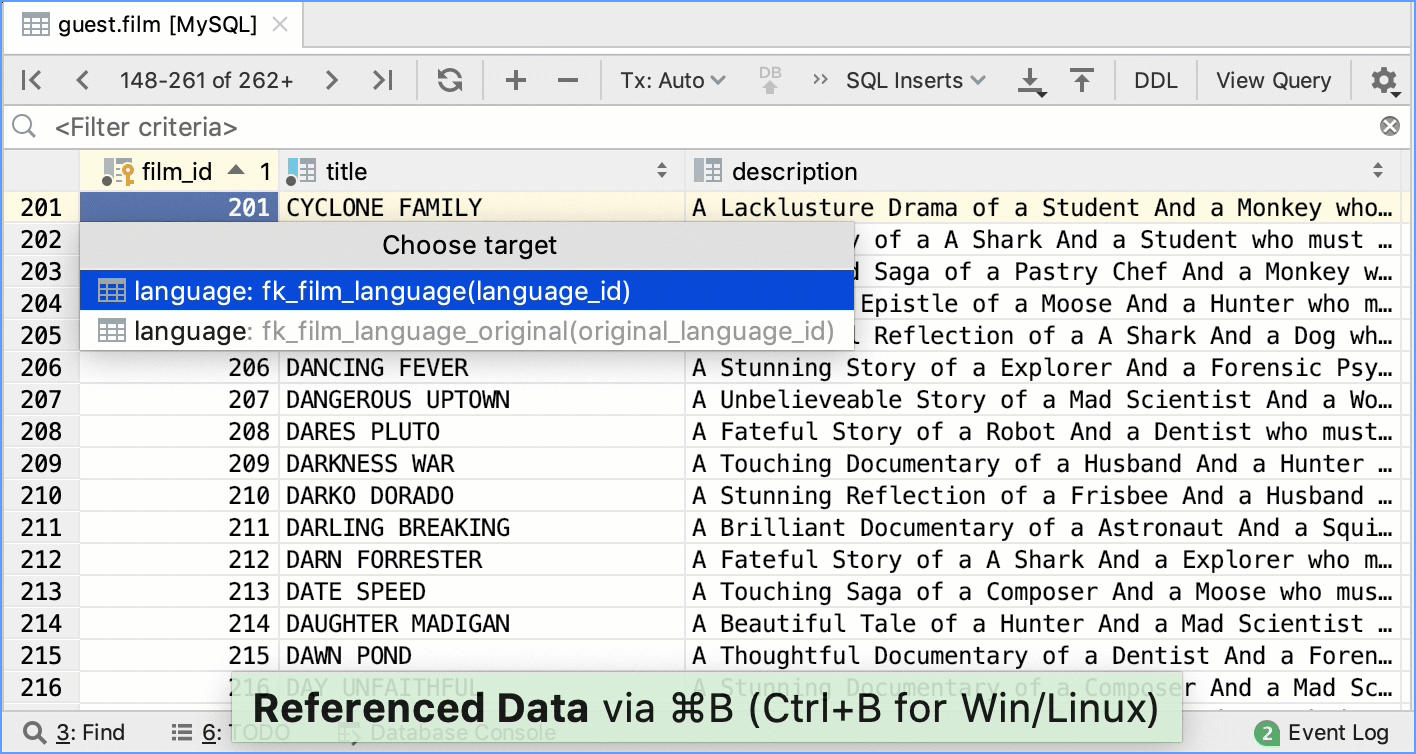 guest.film [MySQL]
148-261 of 262+ Tx: Auto DB SQL Inserts DDL View Query
<Filter criteria>
film_id 1 title description
201 201 CYCLONE FAMILY A Lacklusture Drama of a Student And a Monkey who…
202 y of a A Shark And a Student who must …
203 d Saga of a Pastry Chef And a Monkey w…
204 Epistle of a Moose And a Hunter who m…
205 l Reflection of a A Shark And a Dog wh…
Choose target
language: fk_film_language(language_id)
language: fk_film_language_original(original_language_id)
206 206 DANCING FEVER A Stunning Story of a Explorer And a Forensic Psy…
207 207 DANGEROUS UPTOWN A Unbelieveable Story of a Mad Scientist And a Wo…
208 208 DARES PLUTO A Fateful Story of a Robot And a Dentist who must…
209 209 DARKNESS WAR A Touching Documentary of a Husband And a Hunter …
210 210 DARKO DORADO A Stunning Reflection of a Frisbee And a Husband …
211 211 DARLING BREAKING A Brilliant Documentary of a Astronaut And a Squi…
212 212 DARN FORRESTER A Fateful Story of a A Shark And a Explorer who m…
213 213 DATE SPEED A Touching Saga of a Composer And a Moose who mus…
214 214 DAUGHTER MADIGAN A Beautiful Tale of a Hunter And a Mad Scientist …
215 215 DAWN POND A Thoughtful Documentary of a Dentist And a Foren…
216 216 DAY UNFAITHFUL A Stunning Documentary of a Composer And a Mad Sc…
Referenced Data via ⌘B (Ctrl+B for Win/Linux)
3: Find 6: TODO Database Console 2 Event Log